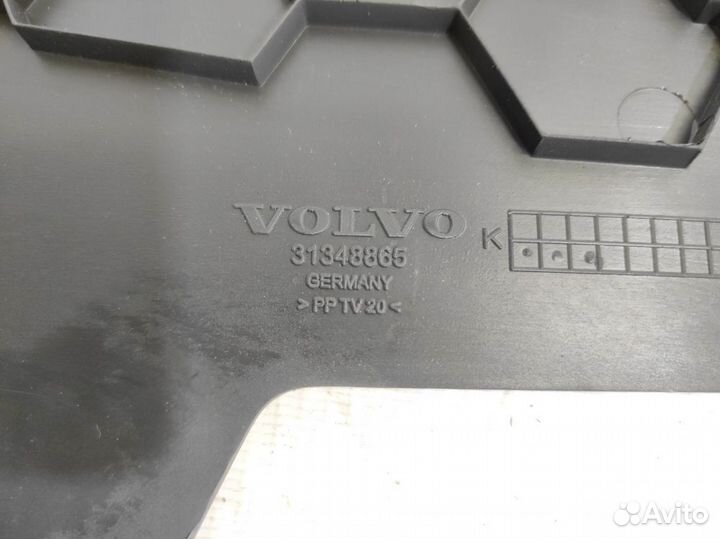 VOLVO
31348865
GERMANY
>PP TV 20<
K
Avito